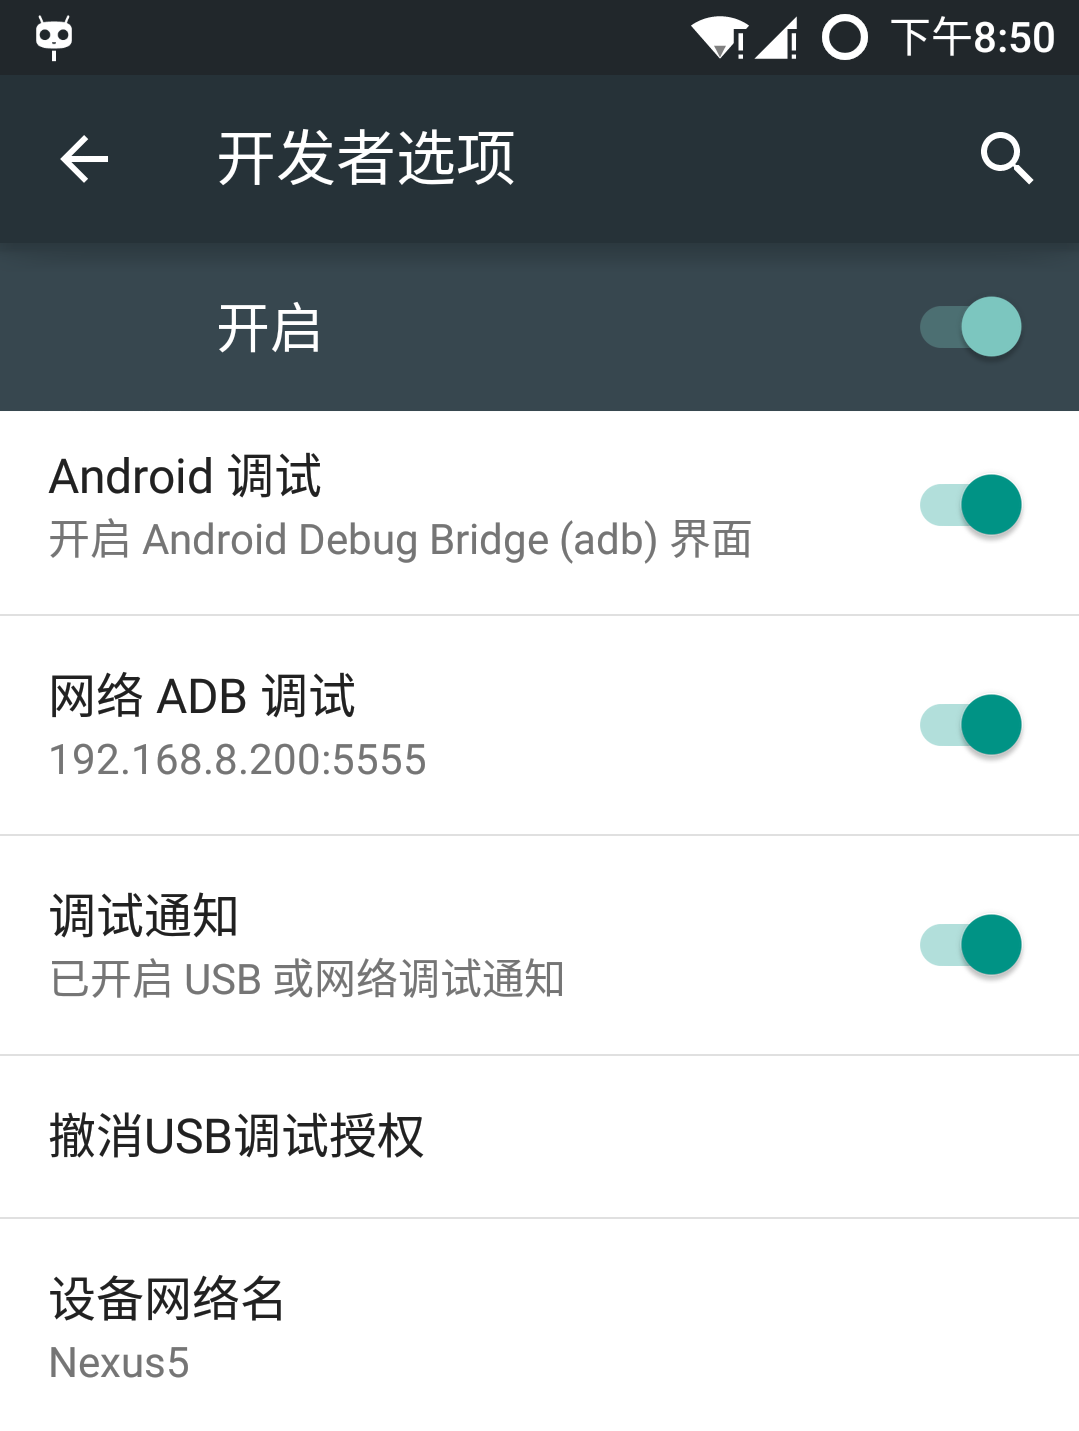 下午8:50
开发者选项
开启
Android 调试
开启 Android Debug Bridge (adb) 界面
网络 ADB 调试
192.168.8.200:5555
调试通知
已开启 USB 或网络调试通知
撤消USB调试授权
设备网络名
Nexus5